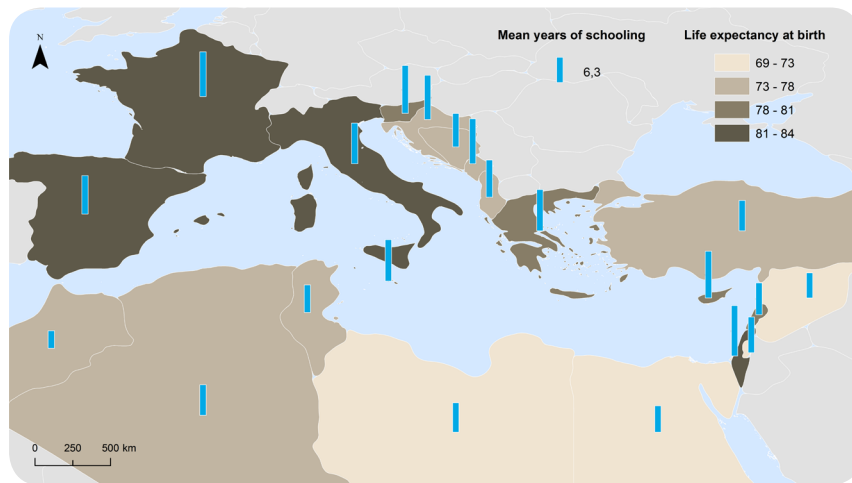 N
Mean years of schooling
6,3
Life expectancy at birth
69 - 73
73 - 78
78 - 81
81 - 84
0 250 500 km